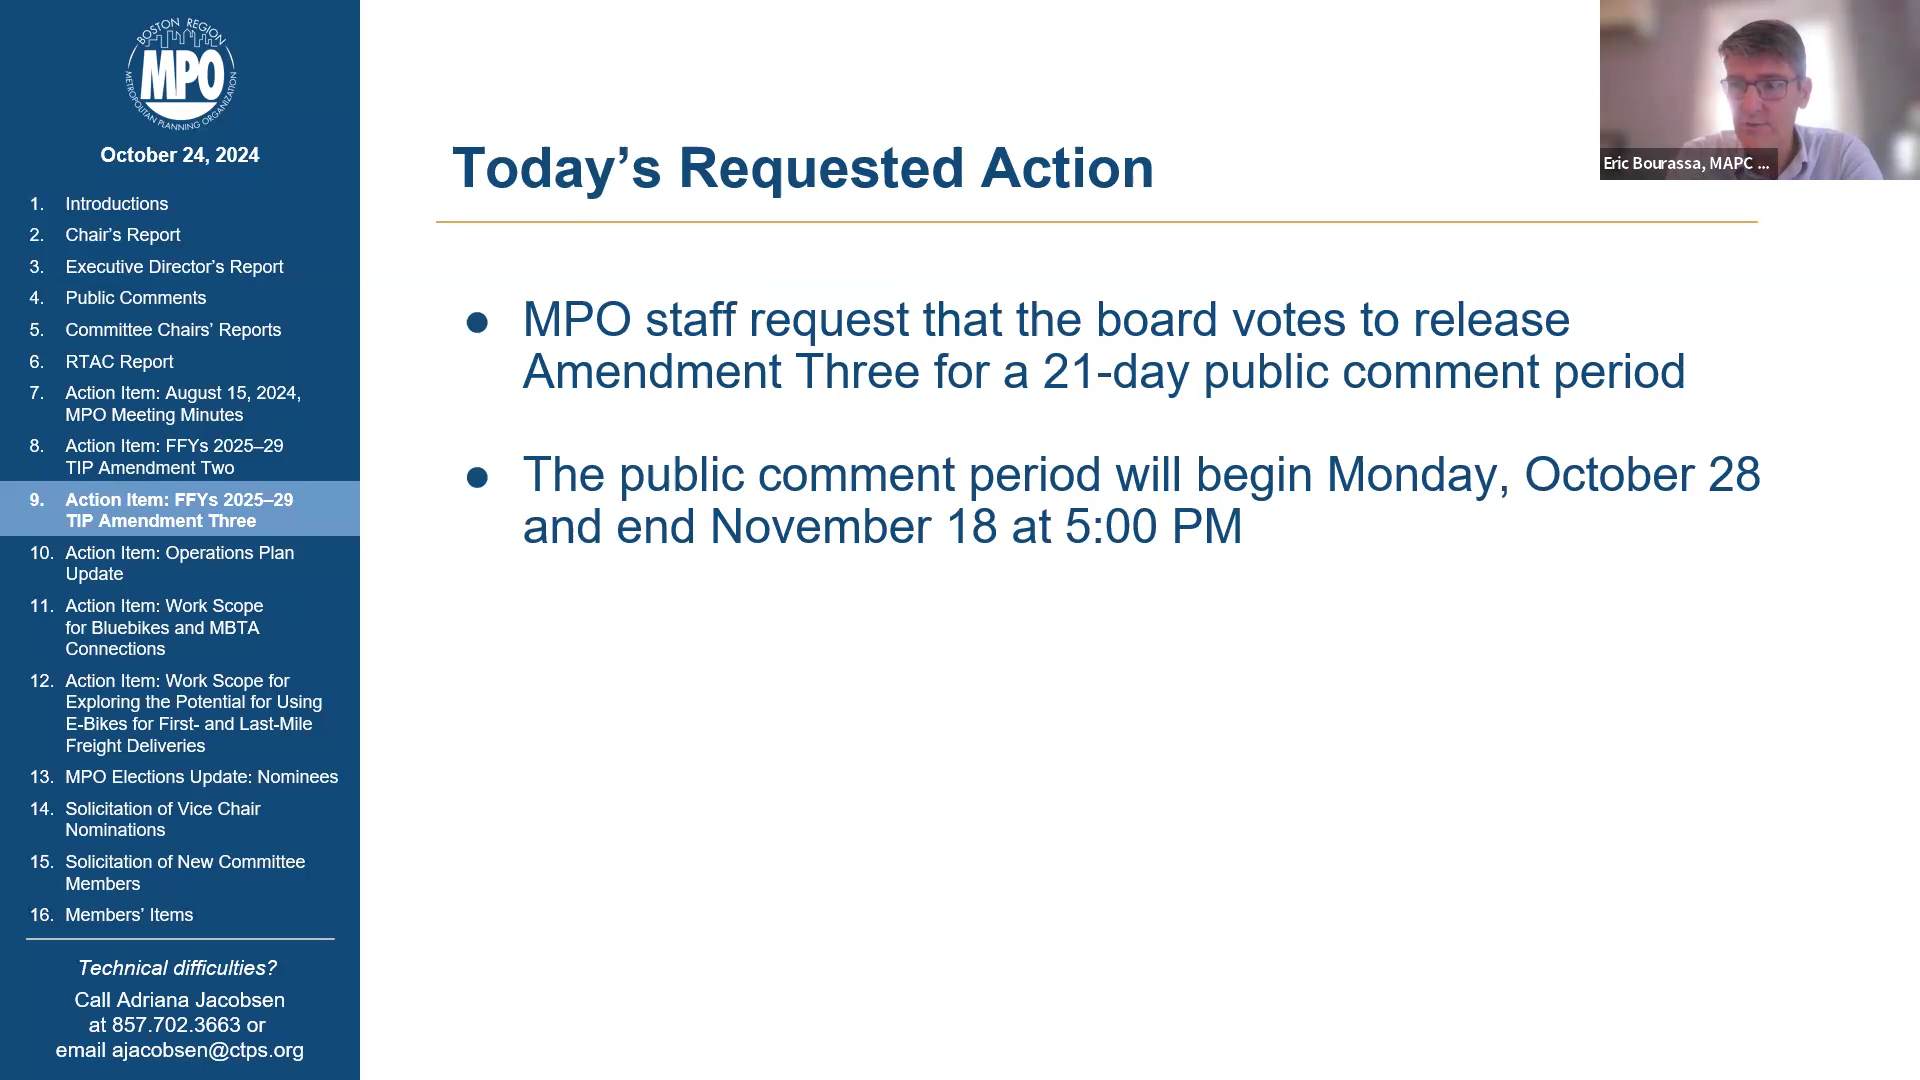 BOSTON REGION
MPO
METROPOLITAN PLANNING ORGANIZATION
October 24, 2024
1. Introductions
2. Chair’s Report
3. Executive Director’s Report
4. Public Comments
5. Committee Chairs’ Reports
6. RTAC Report
7. Action Item: August 15, 2024,
MPO Meeting Minutes
8. Action Item: FFYs 2025–29
TIP Amendment Two
9. Action Item: FFYs 2025–29
TIP Amendment Three
10. Action Item: Operations Plan
Update
11. Action Item: Work Scope
for Bluebikes and MBTA
Connections
12. Action Item: Work Scope for
Exploring the Potential for Using
E-Bikes for First- and Last-Mile
Freight Deliveries
13. MPO Elections Update: Nominees
14. Solicitation of Vice Chair
Nominations
15. Solicitation of New Committee
Members
16. Members’ Items
Technical difficulties?
Call Adriana Jacobsen
at 857.702.3663 or
email ajacobsen@ctps.org
Today’s Requested Action
● MPO staff request that the board votes to release
Amendment Three for a 21-day public comment period
● The public comment period will begin Monday, October 28
and end November 18 at 5:00 PM
Eric Bourassa, MAPC ...